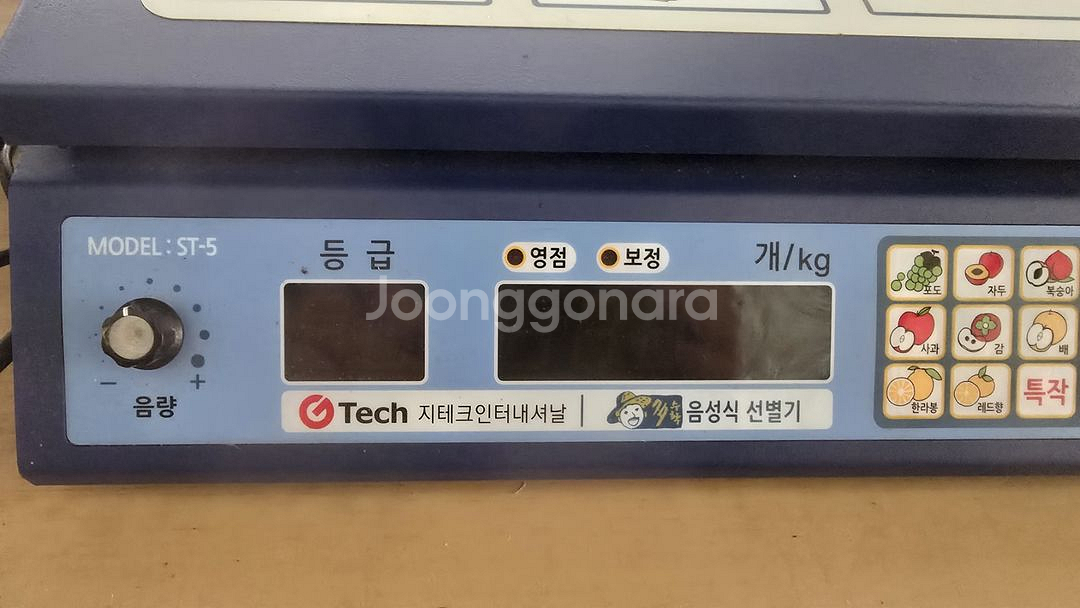 MODEL : ST-5
등 급
영점
보정
개/kg
음량
Joonggonara
G Tech 지테크인터내셔날
음성식 선별기
포도
자두
복숭아
사과
감
배
한라봉
레드향
특작